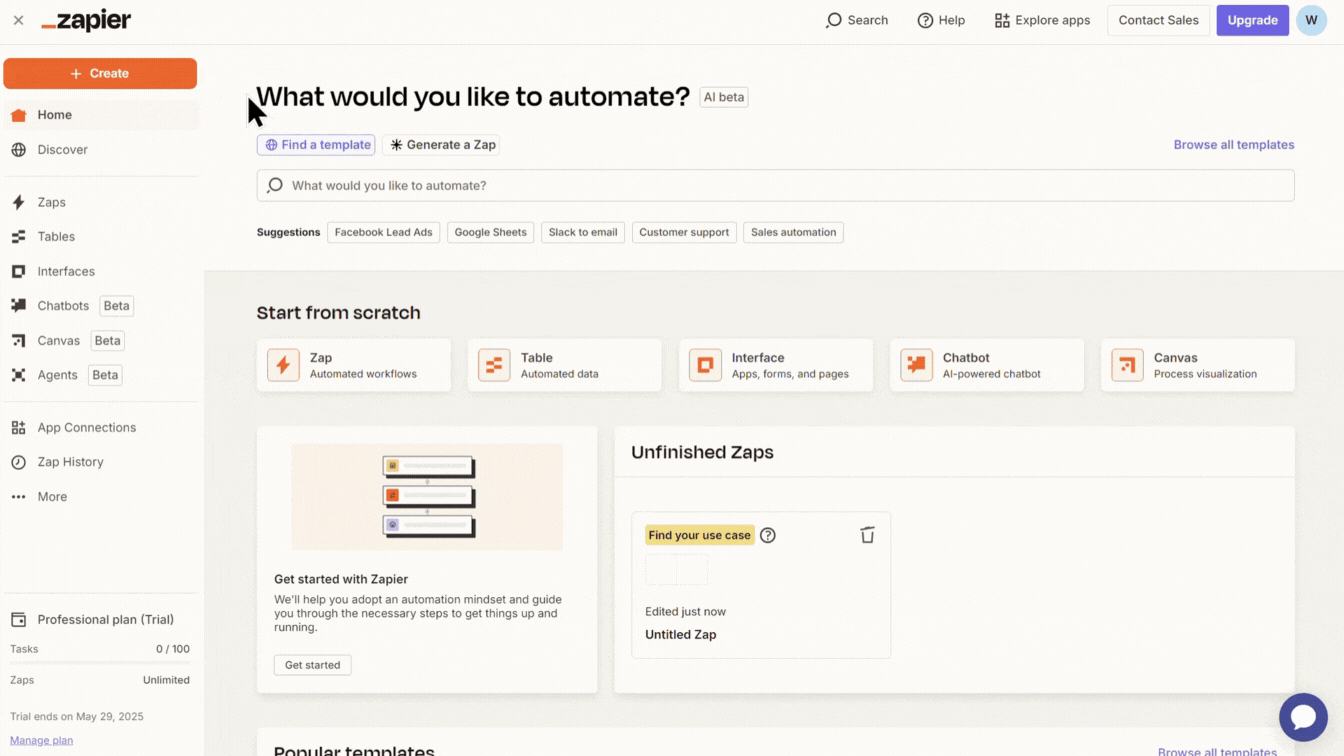 _zapier
Search
Help
Explore apps
Contact Sales
Upgrade
W
+ Create
Home
Discover
Zaps
Tables
Interfaces
Chatbots Beta
Canvas Beta
Agents Beta
App Connections
Zap History
More
Professional plan (Trial)
Tasks 0 / 100
Zaps Unlimited
Trial ends on May 29, 2025
Manage plan
What would you like to automate? AI beta
Find a template
Generate a Zap
Browse all templates
What would you like to automate?
Suggestions
Facebook Lead Ads
Google Sheets
Slack to email
Customer support
Sales automation
Start from scratch
Zap
Automated workflows
Table
Automated data
Interface
Apps, forms, and pages
Chatbot
AI-powered chatbot
Canvas
Process visualization
Get started with Zapier
We'll help you adopt an automation mindset and guide
you through the necessary steps to get things up and
running.
Get started
Unfinished Zaps
Find your use case
Edited just now
Untitled Zap
Popular templates
Browse all templates